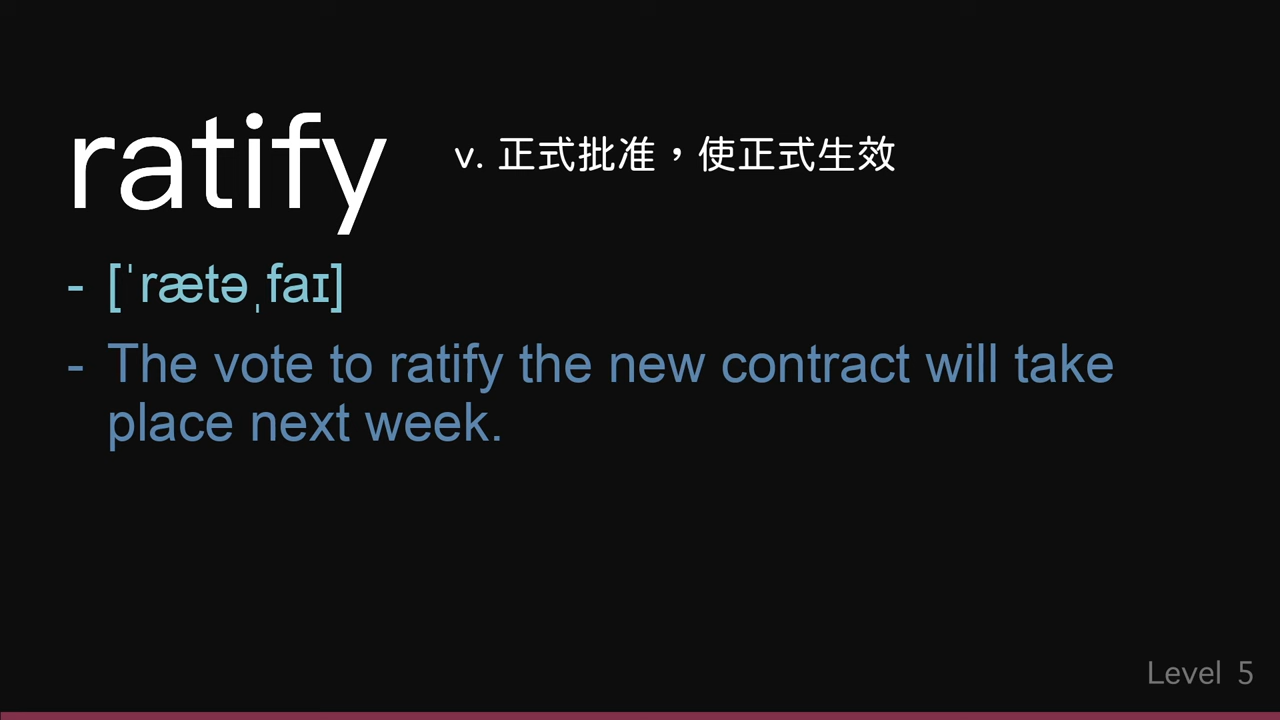 ratify v. 正式批准，使正式生效
- [ˈrætəˌfaɪ]
- The vote to ratify the new contract will take
place next week.
Level 5